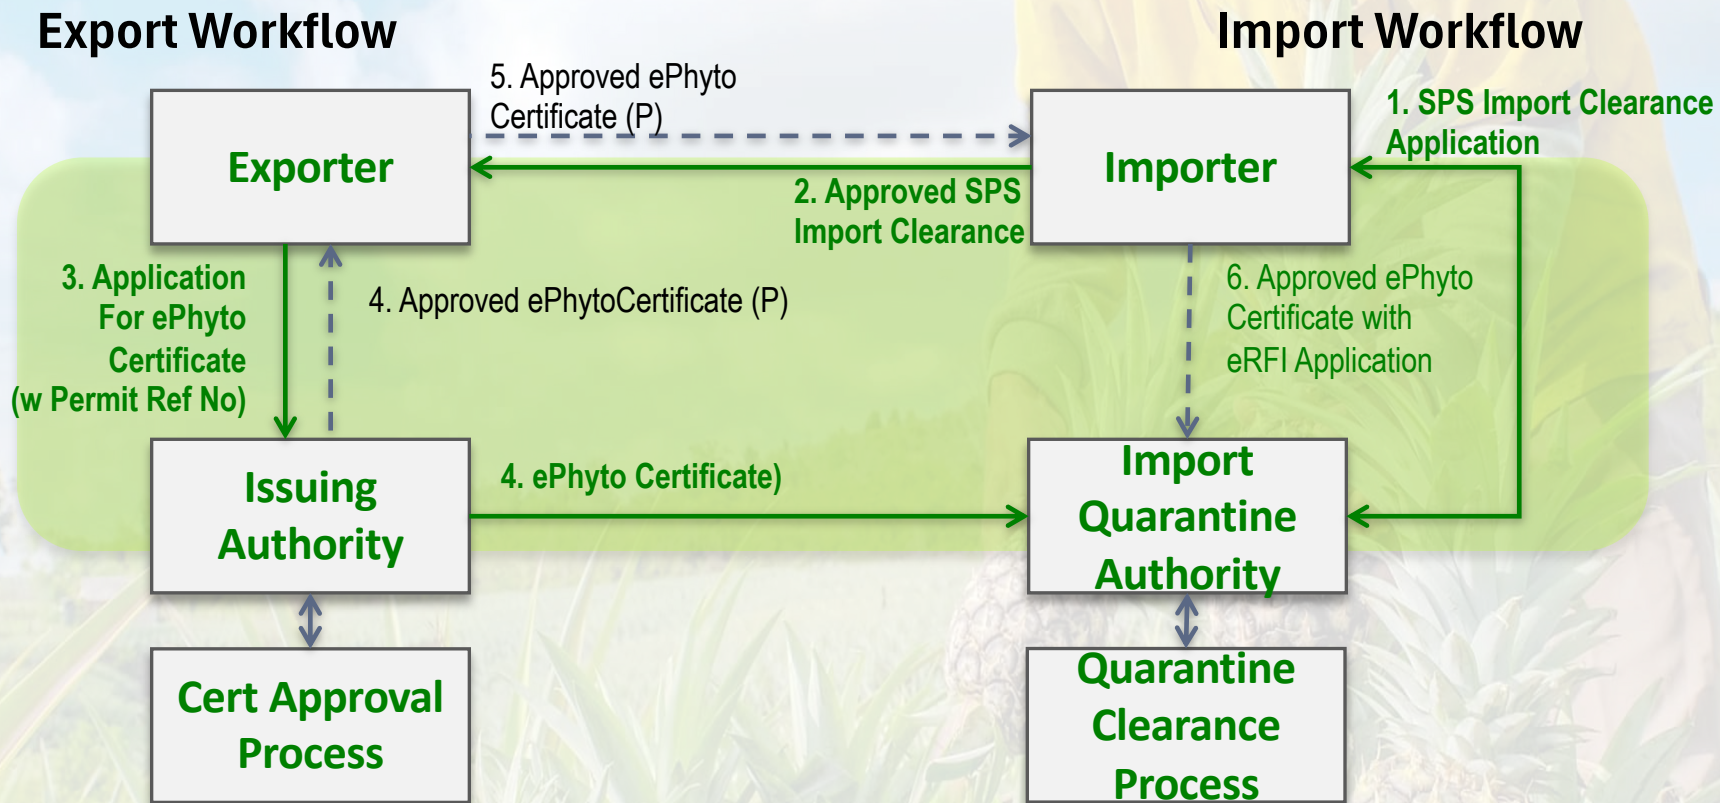 Export Workflow
Import Workflow
5. Approved ePhyto
Certificate (P)
1. SPS Import Clearance
Application
Exporter
Importer
2. Approved SPS
Import Clearance
3. Application
For ePhyto
Certificate
(w Permit Ref No)
4. Approved ePhytoCertificate (P)
6. Approved ePhyto
Certificate with
eRFI Application
Issuing
Authority
4. ePhyto Certificate)
Import
Quarantine
Authority
Cert Approval
Process
Quarantine
Clearance
Process